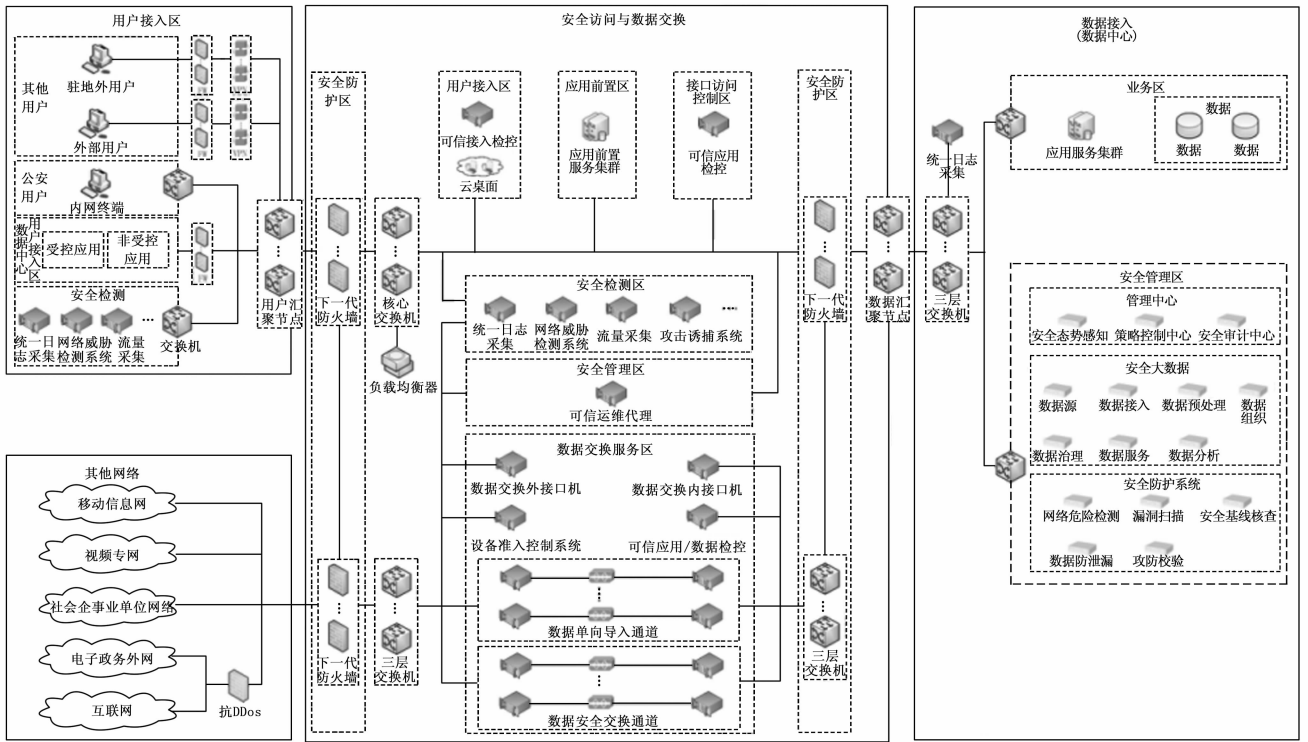 用户接入区
其他
用户
驻地外用户
外部用户
公安
用户
内网终端
用户接入区
数据中心
受控应用
非受控
应用
安全检测
统一日
志采集
网络威胁
检测系统
流量
采集
…
交换机
用户汇
聚节点
其他网络
移动信息网
视频专网
社会企事业单位网络
电子政务外网
互联网
抗DDos
安全访问与数据交换
安全防
护区
下一代
防火墙
核心
交换机
负载均衡器
下一代
防火墙
三层
交换机
用户接入区
可信接入检控
云桌面
应用前置区
应用前置
服务集群
接口访问
控制区
可信应用
检控
安全检测区
统一日志
采集
网络威胁
检测系统
流量采集
攻击诱捕系统
安全管理区
可信运维代理
数据交换服务区
数据交换外接口机
数据交换内接口机
设备准入控制系统
可信应用/数据检控
数据单向导入通道
数据安全交换通道
安全防
护区
下一代
防火墙
数据汇
聚节点
三层
交换机
数据接入
(数据中心)
统一日志
采集
三层
交换机
业务区
应用服务集群
数据
数据
数据
安全管理区
管理中心
安全态势感知
策略控制中心
安全审计中心
安全大数据
数据源
数据接入
数据预处理
数据
组织
数据治理
数据服务
数据分析
安全防护系统
网络危险检测
漏洞扫描
安全基线核查
数据防泄漏
攻防校验